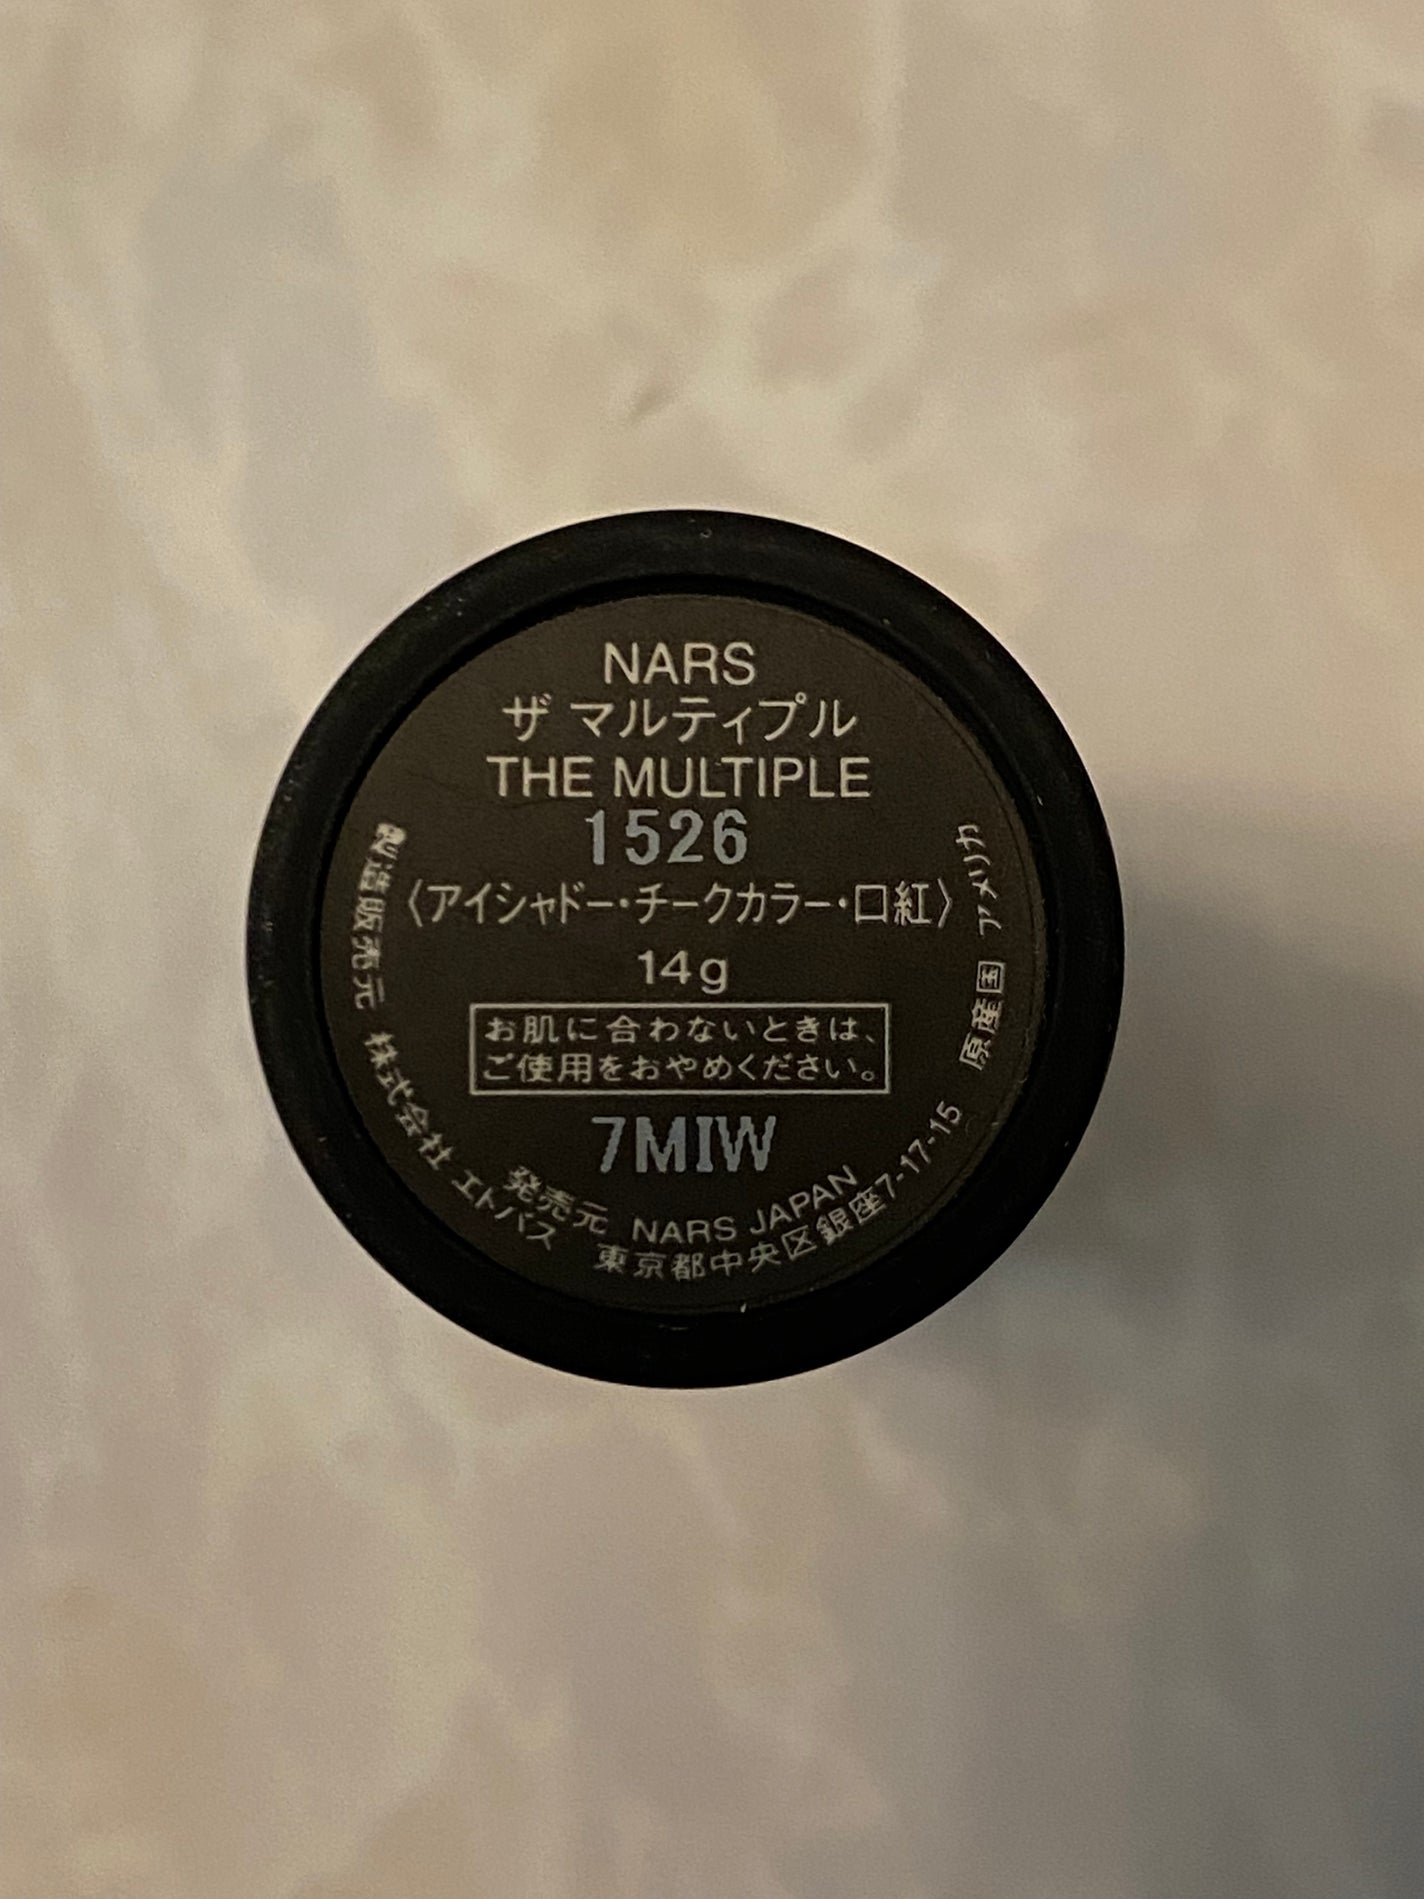 NARS
ザ マルティプル
THE MULTIPLE
1526
〈アイシャドー・チークカラー・口紅〉
14g
お肌に合わないときは、
ご使用をおやめください。
7MIW
発売元 NARS JAPAN
製造販売元 株式会社 エトバス 東京都中央区銀座7-17-15 原産国 アメリカ